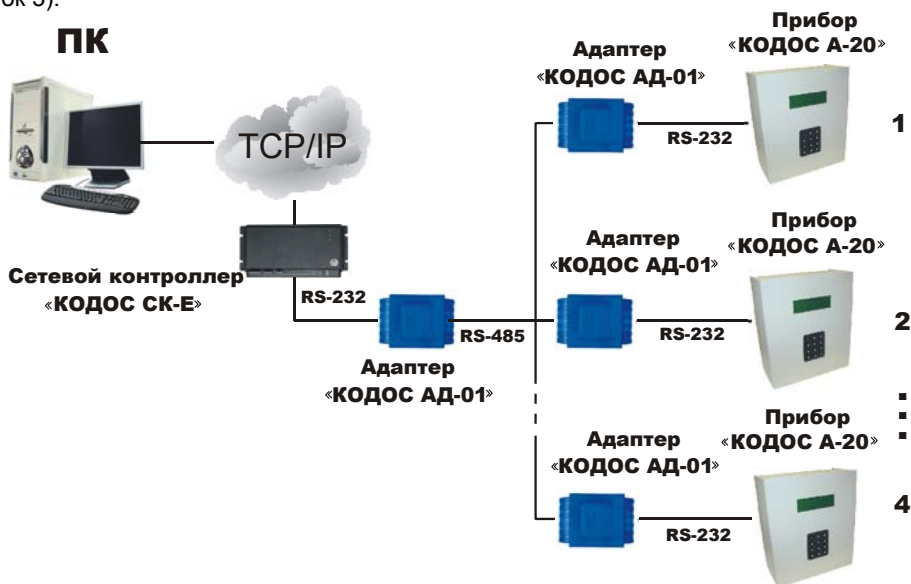 ок 3).
ПК
TCP/IP
Сетевой контроллер
«КОДОС СК-Е»
RS-232
Адаптер
«КОДОС АД-01»
RS-485
Адаптер
«КОДОС АД-01»
RS-232
Прибор
«КОДОС А-20»
1
Адаптер
«КОДОС АД-01»
RS-232
Прибор
«КОДОС А-20»
2
Адаптер
«КОДОС АД-01»
RS-232
Прибор
«КОДОС А-20»
4